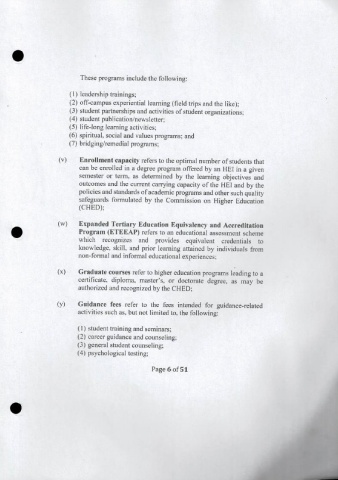 These programs include the following:
(1) leadership trainings;
(2) off-campus experiential learning (field trips and the like);
(3) student partnerships and activities of student organizations;
(4) student publication/newsletter;
(5) life-long learning activities;
(6) spiritual, social and values programs; and
(7) bridging/remedial programs;
(v) Enrollment capacity refers to the optimal number of students that
can be enrolled in a degree program offered by an HEI in a given
semester or term, as determined by the learning objectives and
outcomes and the current carrying capacity of the HEI and by the
policies and standards of academic programs and other such quality
safeguards formulated by the Commission on Higher Education
(CHED);
(w) Expanded Tertiary Education Equivalency and Accreditation
Program (ETEEAP) refers to an educational assessment scheme
which recognizes and provides equivalent credentials to
knowledge, skill, and prior learning attained by individuals from
non-formal and informal educational experiences;
(x) Graduate courses refer to higher education programs leading to a
certificate, diploma, master's, or doctorate degree, as may be
authorized and recognized by the CHED;
(y) Guidance fees refer to the fees intended for guidance-related
activities such as, but not limited to, the following:
(1) student training and seminars;
(2) career guidance and counseling;
(3) general student counseling;
(4) psychological testing;
Page 6 of 51